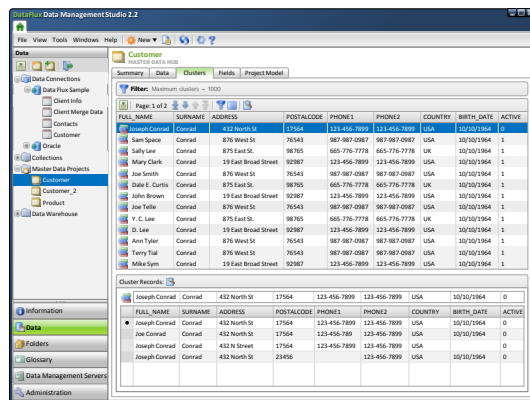 DataFlux Data Management Studio 2.2
File View Tools Windows Help New
Data
Data Connections
Data Flux Sample
Client Info
Client Merge Data
Contacts
Customer
Oracle
Collections
Master Data Projects
Customer
Customer_2
Product
Data Warehouse
Information
Data
Folders
Glossary
Data Management Servers
Administration
Customer
MASTER DATA HUB
Summary Data Clusters Fields Project Model
Filter: Maximum clusters - 1000
Page: 1 of 2
FULL_NAME SURNAME ADDRESS POSTALCODE PHONE1 PHONE2 COUNTRY BIRTH_DATE ACTIVE
Joseph Conrad Conrad 432 North St 17564 123-456-7899 123-456-7899 USA 10/10/1964 0
Sam Space Conrad 876 West St 76543 987-987-0987 987-987-0987 USA 10/10/1964 1
Sally Lee Conrad 875 East St. 98765 665-776-7778 665-776-7778 UK 10/10/1964 1
Mary Clark Conrad 19 East Broad Street 92987 123-456-7899 123-456-7899 USA 10/10/1964 1
Joe Smith Conrad 876 West St 76543 987-987-0987 987-987-0987 USA 10/10/1964 1
Dale E. Curtis Conrad 875 East St. 98765 665-776-7778 665-776-7778 UK 10/10/1964 1
John Brown Conrad 19 East Broad Street 92987 123-456-7899 123-456-7899 USA 10/10/1964 1
Joe Telle Conrad 876 West St 76543 987-987-0987 987-987-0987 USA 10/10/1964 1
Y. C. Lee Conrad 875 East St. 98765 665-776-7778 665-776-7778 UK 10/10/1964 1
D. Lee Conrad 19 East Broad Street 92987 123-456-7899 123-456-7899 USA 10/10/1964 1
Ann Tyler Conrad 876 West St 76543 987-987-0987 987-987-0987 USA 10/10/1964 1
Terry Tial Conrad 876 West St 76543 987-987-0987 987-987-0987 USA 10/10/1964 1
Mike Sym Conrad 19 East Broad Street 92987 123-456-7899 123-456-7899 USA 10/10/1964 1
Cluster Records:
Joseph Conrad Conrad 432 North St 17564 123-456-7899 123-456-7899 USA 10/10/1964 0
FULL_NAME SURNAME ADDRESS POSTALCODE PHONE1 PHONE2 COUNTRY BIRTH_DATE ACTIVE
Joseph Conrad Conrad 432 North St 17564 123-456-7899 123-456-7899 USA 10/10/1964 0
Joe Conrad Conrad 432 North St 17564 123-456-789 123-456-7899 USA 10/10/1964 0
Joseph Conrad Conrad 432 N Street 17564 123-456-7899 USA 0
Joseph Conrad Conrad 432 North St 23456 123-456-7899 USA 10/10/1964 0